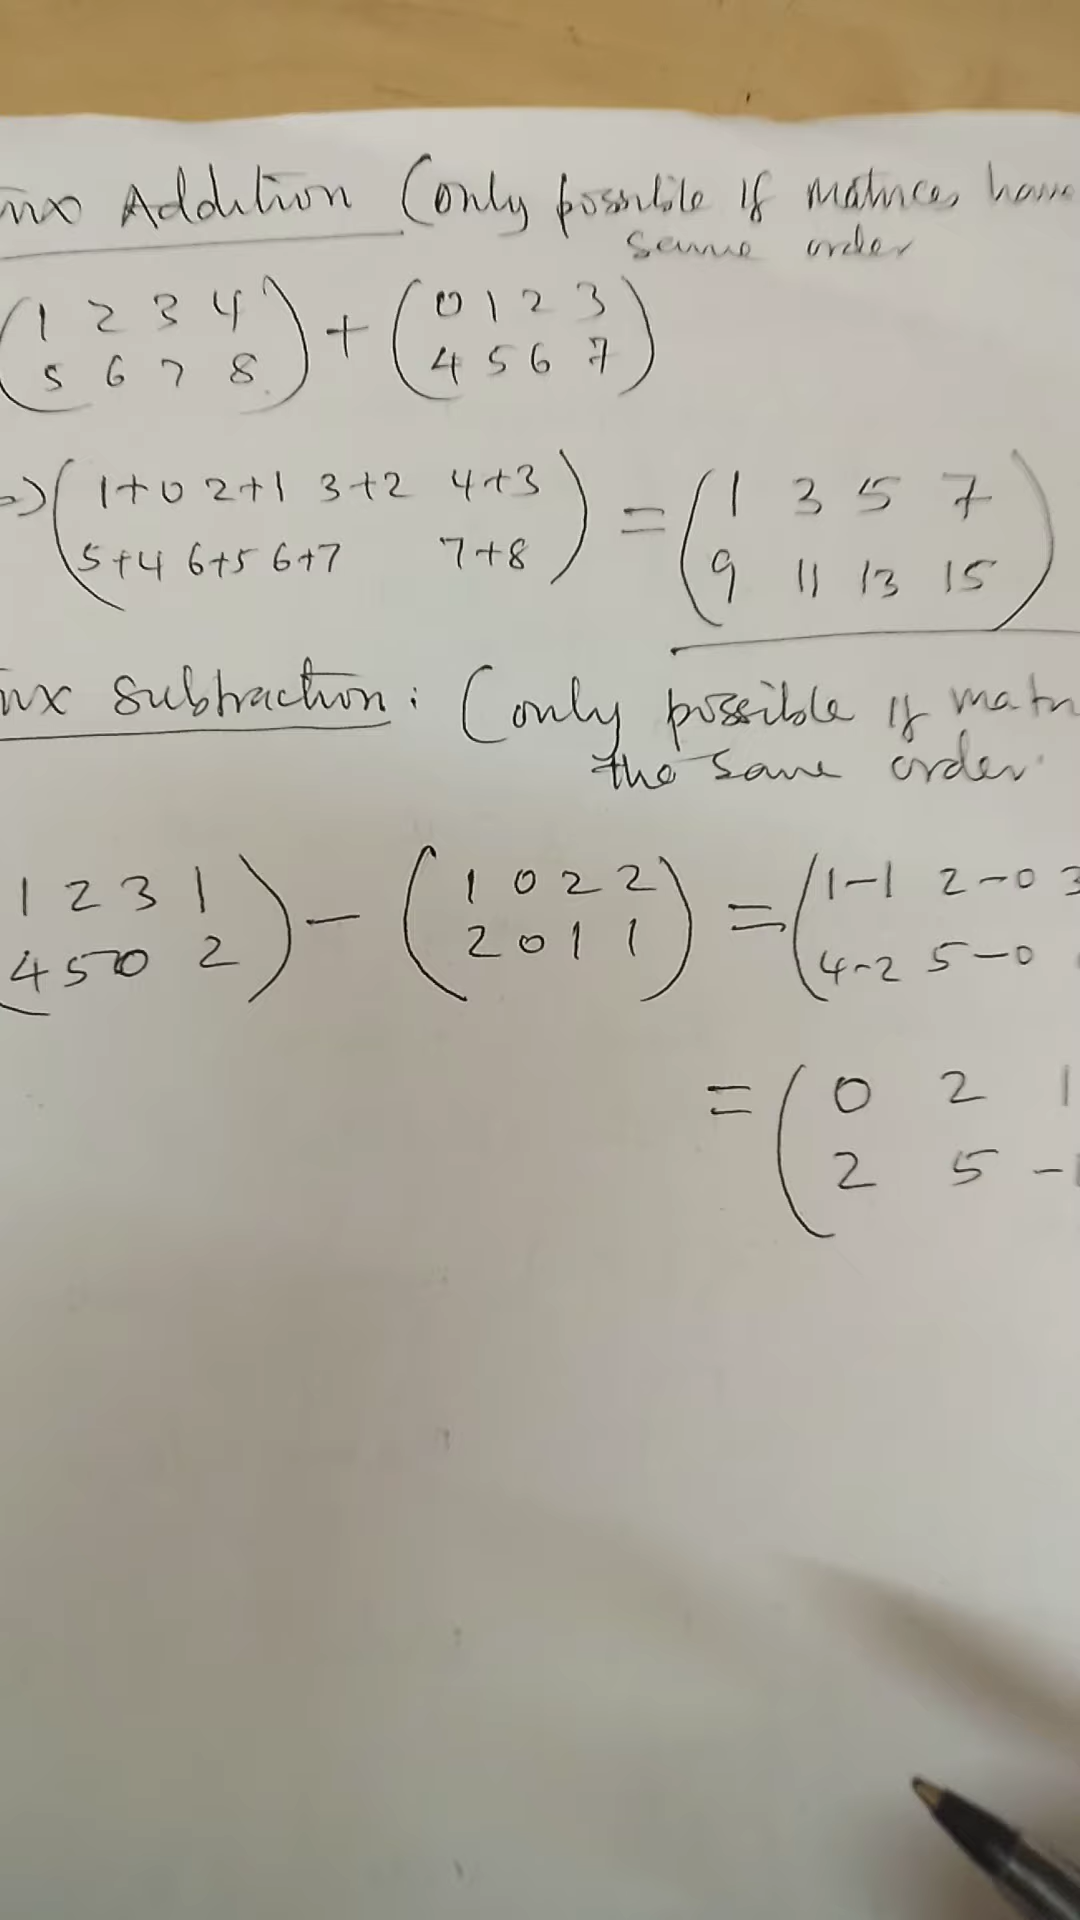 Addition (only possible if matrices have
same order
(1 2 3 4) + (0 1 2 3)
(5 6 7 8) (4 5 6 7)
(1+0 2+1 3+2 4+3) = (1 3 5 7)
(5+4 6+5 6+7 7+8) (9 11 13 15)
Subtraction: (only possible if
the same order.
1 2 3 1) - (1 0 2 2) = (1-1 2-0 3
(4 5 0 2) (2 0 1 1) (4-2 5-0
= (0 2 1
(2 5 -1